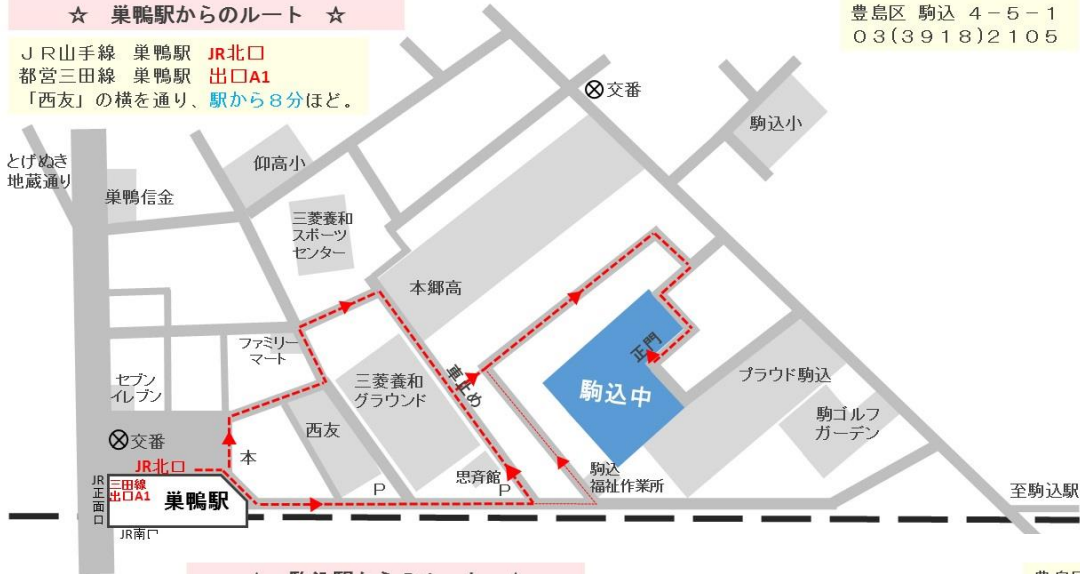 ☆ 巣鴨駅からのルート ☆
ＪＲ山手線 巣鴨駅 JR北口
都営三田線 巣鴨駅 出口A1
「西友」の横を通り、駅から８分ほど。
豊島区 駒込 ４－５－１
０３(３９１８)２１０５
交番
駒込小
とげぬき
地蔵通り
巣鴨信金
仰高小
三菱養和
スポーツ
センター
本郷高
ファミリー
マート
セブン
イレブン
三菱養和
グラウンド
車止め
正門
駒込中
プラウド駒込
駒ゴルフ
ガーデン
西友
交番
本
JR北口
思斉館
駒込
福祉作業所
P
P
JR正面口
三田線
出口A1
巣鴨駅
JR南口
至駒込駅